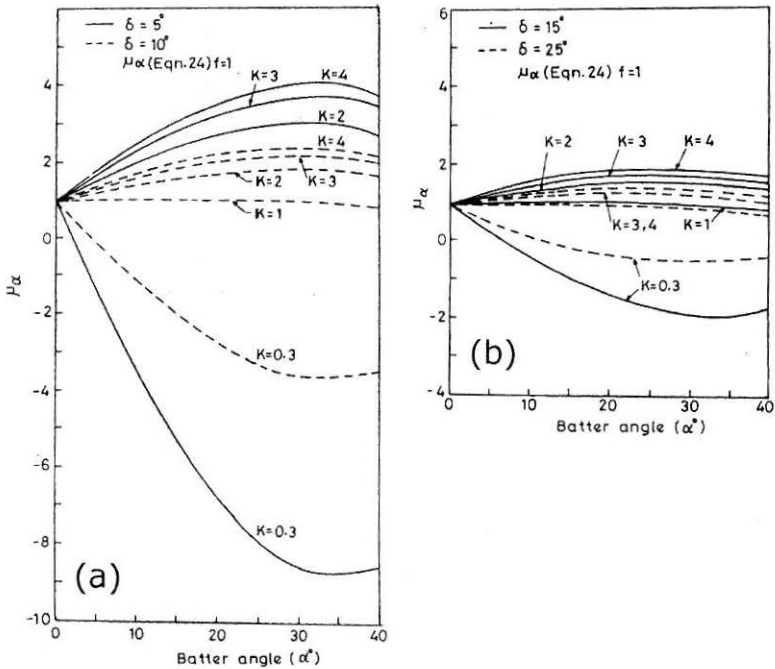 δ = 5°
δ = 10°
μα (Eqn. 24) f=1
K=3
K=4
K=2
K=4
K=2
K=3
K=1
K=0.3
K=0.3
4
2
0
-2
-4
-6
-8
-10
μα
(a)
0
10
20
30
40
Batter angle (α°)
δ = 15°
δ = 25°
μα (Eqn. 24) f=1
K=2
K=3
K=4
K=3,4
K=1
K=0.3
6
4
2
0
-2
-4
μα
(b)
0
10
20
30
40
Batter angle (α°)